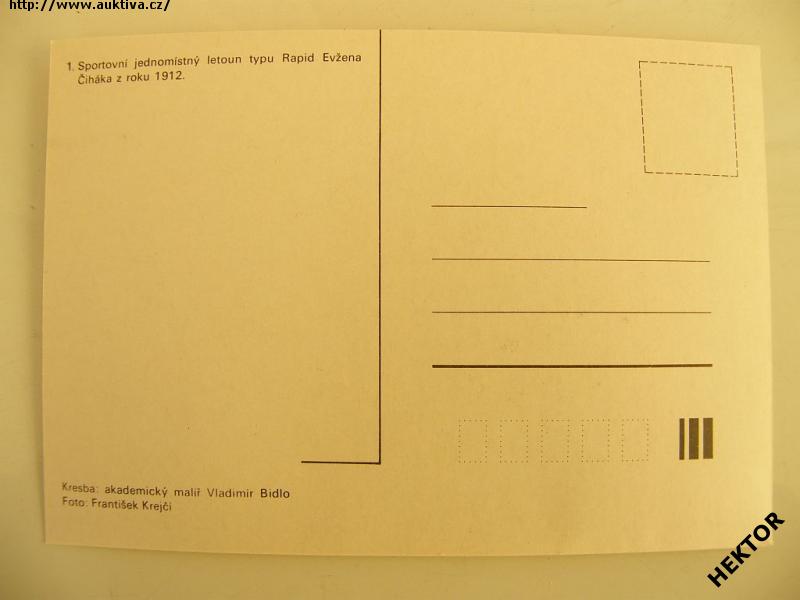 http://www.auktiva.cz/
1. Sportovní jednomístný letoun typu Rapid Evžena
Čiháka z roku 1912.
Kresba: akademický malíř Vladimír Bidlo
Foto: František Krejčí
HEKTOR